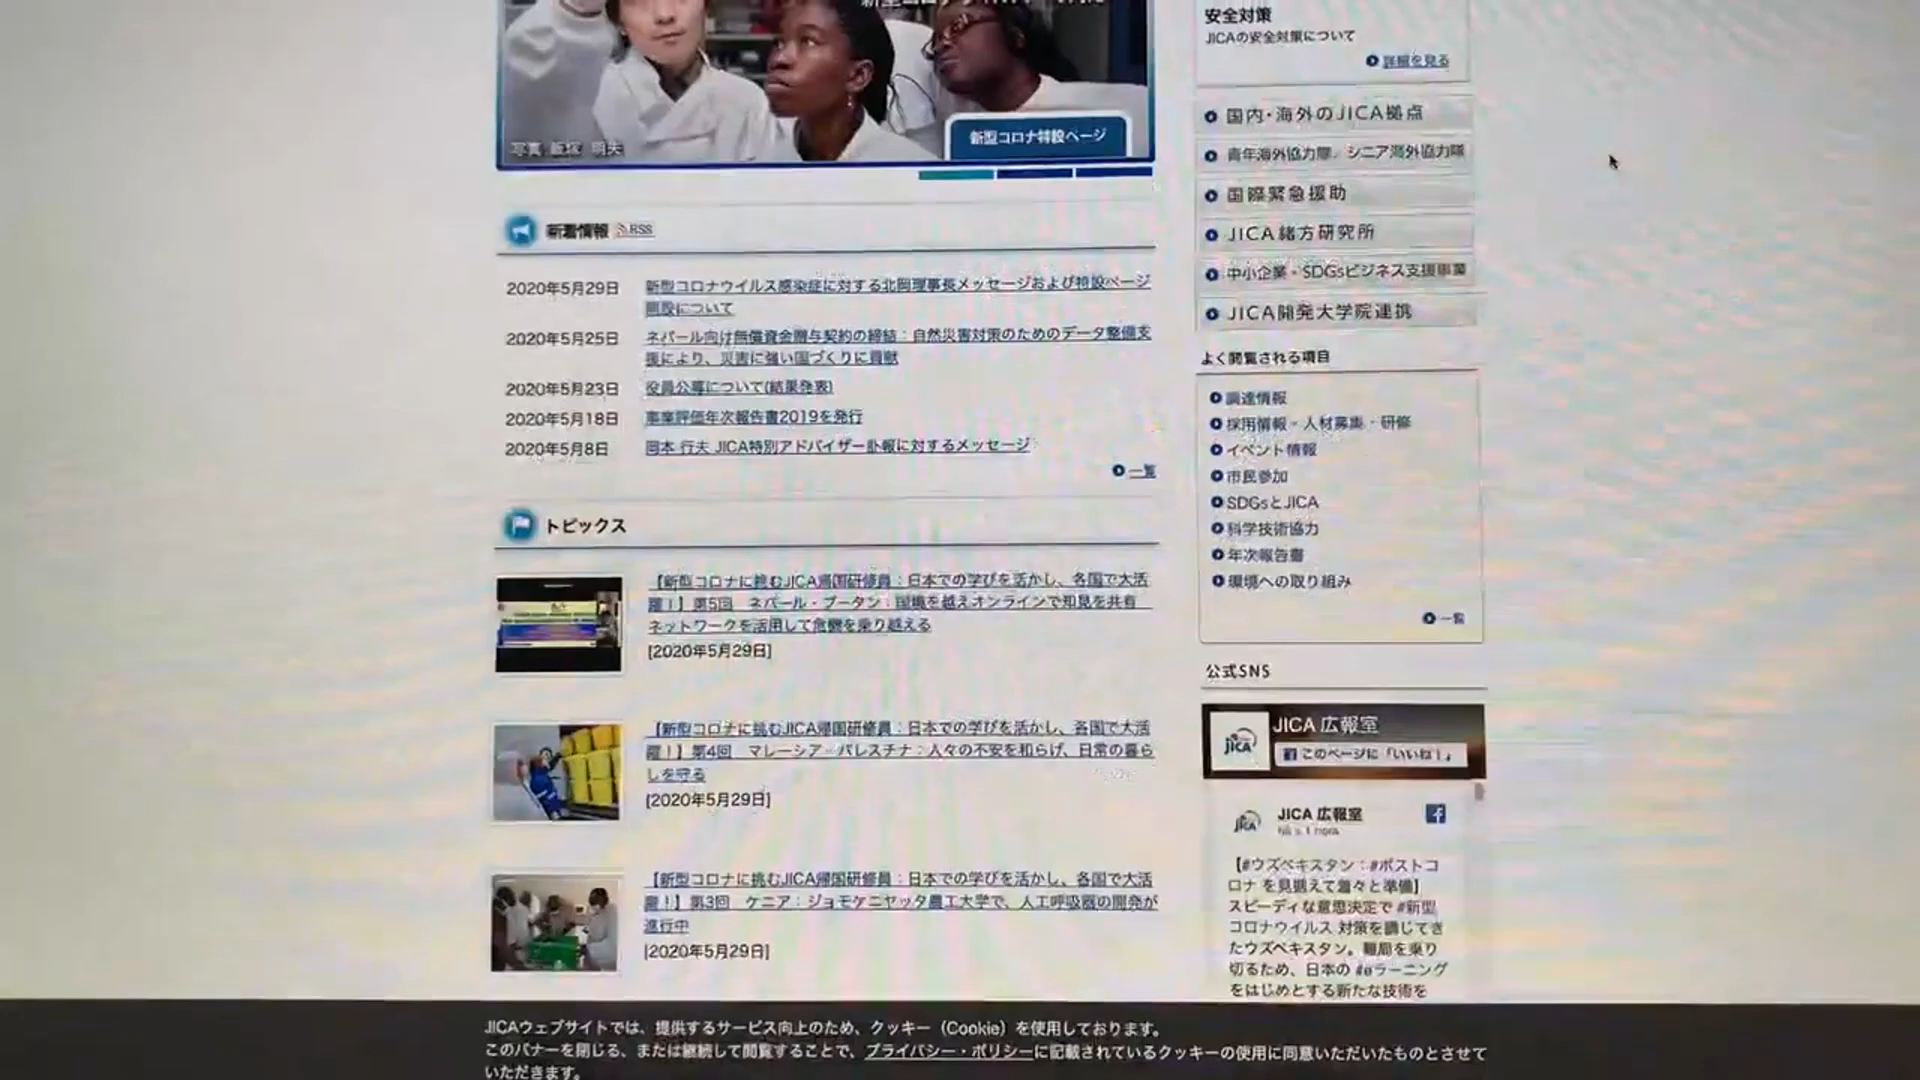 写真 飯塚 明夫
新型コロナ特設ページ
新着情報 RSS
2020年5月29日 新型コロナウイルス感染症に対する北岡理事長メッセージおよび特設ページ
開設について
2020年5月25日 ネパール向け無償資金贈与契約の締結：自然災害対策のためのデータ整備支
援により、災害に強い国づくりに貢献
2020年5月23日 役員公募について(結果発表)
2020年5月18日 事業評価年次報告書2019を発行
2020年5月8日 岡本 行夫 JICA特別アドバイザー訃報に対するメッセージ
一覧
トピックス
【新型コロナに挑むJICA帰国研修員：日本での学びを活かし、各国で大活
躍！】第5回 ネパール・ブータン：国境を越えオンラインで知見を共有
ネットワークを活用して危機を乗り越える
[2020年5月29日]
【新型コロナに挑むJICA帰国研修員：日本での学びを活かし、各国で大活
躍！】第4回 マレーシア・パレスチナ：人々の不安を和らげ、日常の暮ら
しを守る
[2020年5月29日]
【新型コロナに挑むJICA帰国研修員：日本での学びを活かし、各国で大活
躍！】第3回 ケニア：ジョモケニヤッタ農工大学で、人工呼吸器の開発が
進行中
[2020年5月29日]
安全対策
JICAの安全対策について
詳細を見る
国内・海外のJICA拠点
青年海外協力隊／シニア海外協力隊
国際緊急援助
JICA緒方研究所
中小企業・SDGsビジネス支援事業
JICA開発大学院連携
よく閲覧される項目
調達情報
採用情報・人材募集・研修
イベント情報
市民参加
SDGsとJICA
科学技術協力
年次報告書
環境への取り組み
一覧
公式SNS
JICA 広報室
このページに「いいね！」
JICA
JICA 広報室
【#ウズベキスタン：#ポストコ
ロナ を見据えて着々と準備】
スピーディな意思決定で #新型
コロナウイルス 対策を講じてき
たウズベキスタン。難局を乗り
切るため、日本の #eラーニング
をはじめとする新たな技術を
JICAウェブサイトでは、提供するサービス向上のため、クッキー（Cookie）を使用しております。
このバナーを閉じる、または継続して閲覧することで、プライバシー・ポリシーに記載されているクッキーの使用に同意いただいたものとさせて
いただきます。